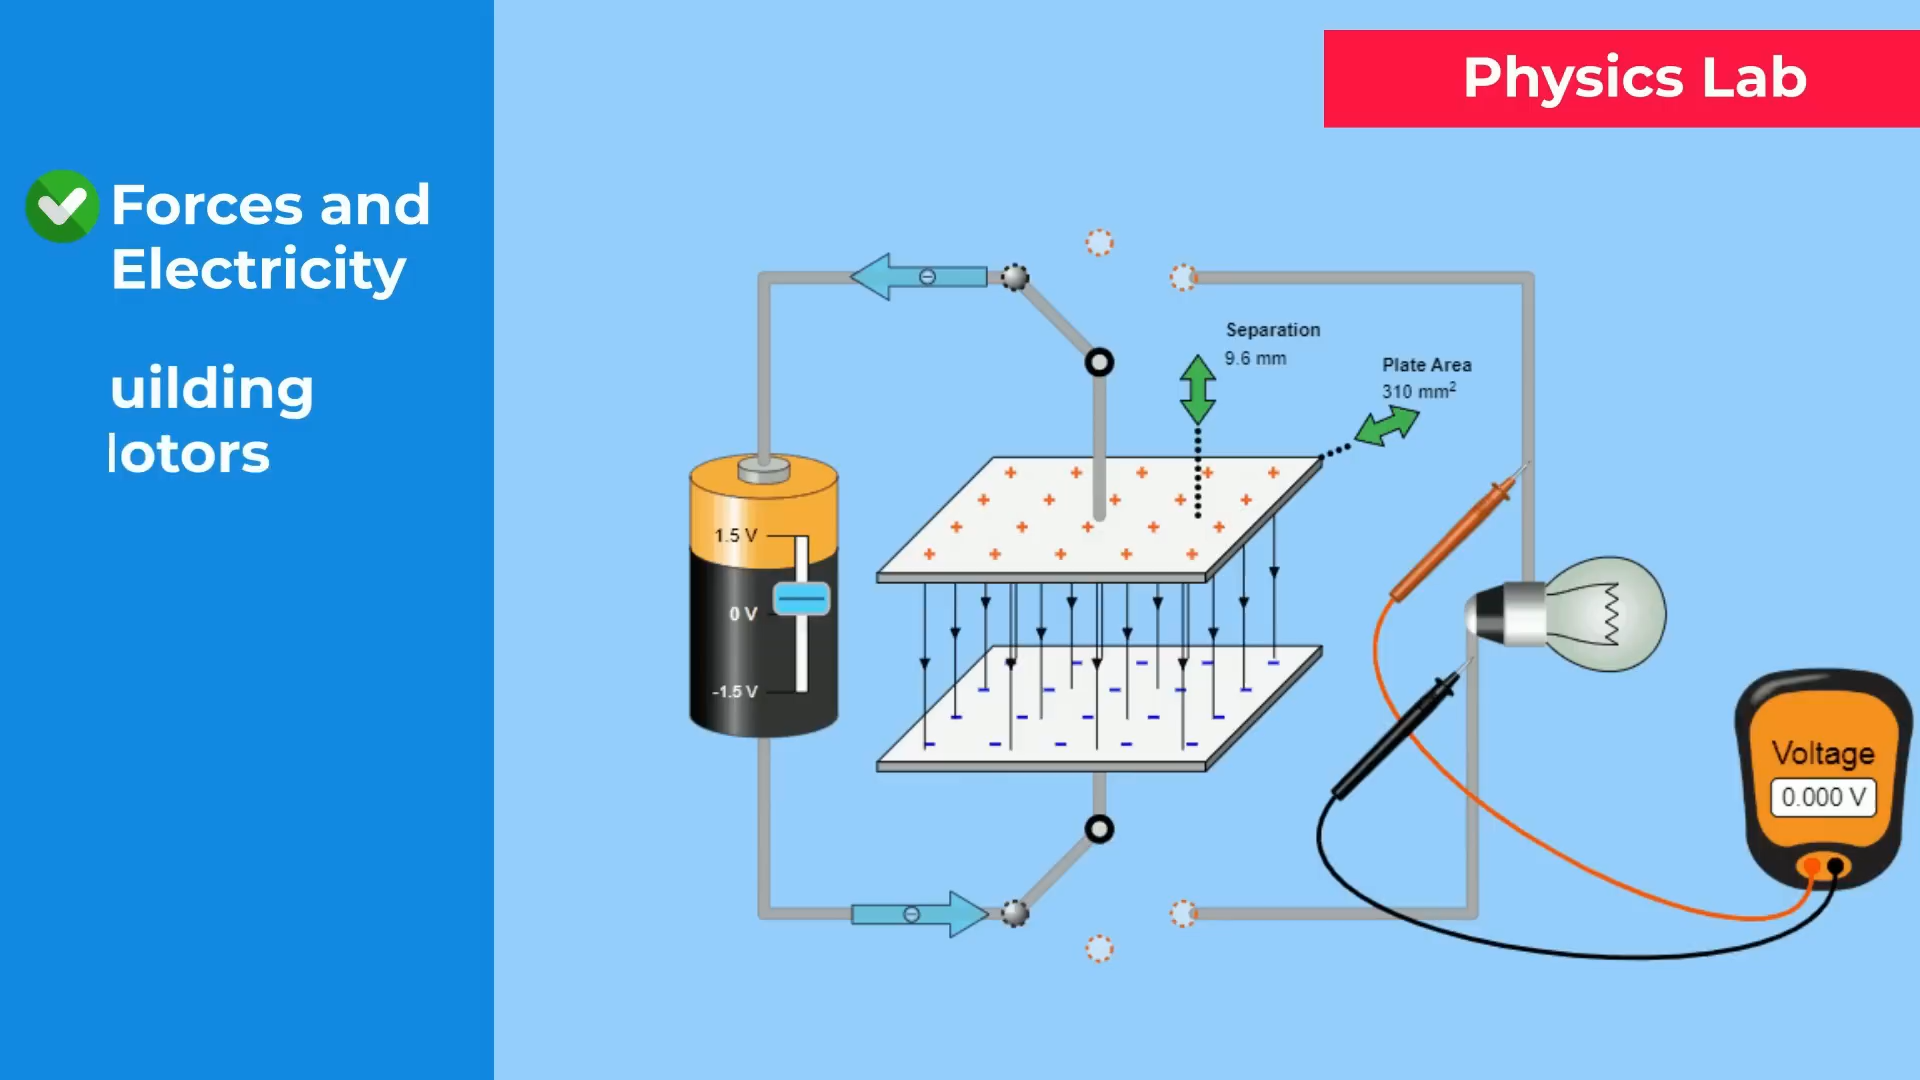 Physics Lab
Forces and
Electricity
uilding
lotors
Separation
9.6 mm
Plate Area
310 mm²
1.5 V
0 V
-1.5 V
Voltage
0.000 V